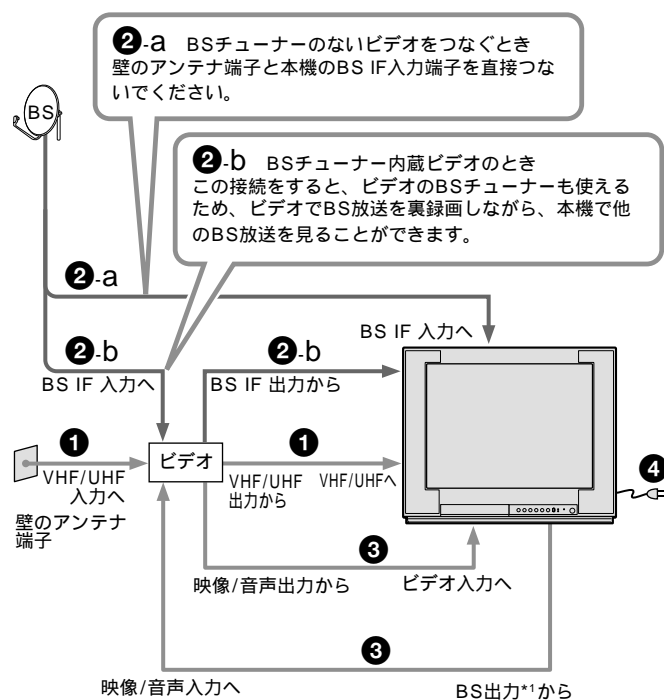 ❷-a BSチューナーのないビデオをつなぐとき
壁のアンテナ端子と本機のBS IF入力端子を直接つな
いでください。
BS
❷-b BSチューナー内蔵ビデオのとき
この接続をすると、ビデオのBSチューナーも使える
ため、ビデオでBS放送を裏録画しながら、本機で他
のBS放送を見ることができます。
❷-a
BS IF 入力へ
❷-b
BS IF 入力へ
❷-b
BS IF 出力から
❶
VHF/UHF
入力へ
壁のアンテナ
端子
ビデオ
❶
VHF/UHF
出力から
VHF/UHFへ
❹
❸
映像/音声出力から
ビデオ入力へ
❸
映像/音声入力へ
BS出力*1から